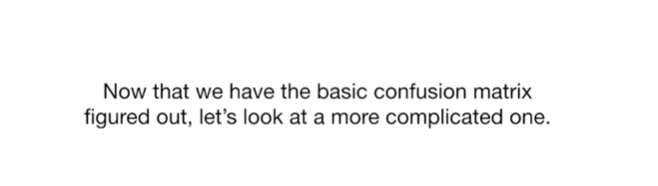 Now that we have the basic confusion matrix
figured out, let’s look at a more complicated one.